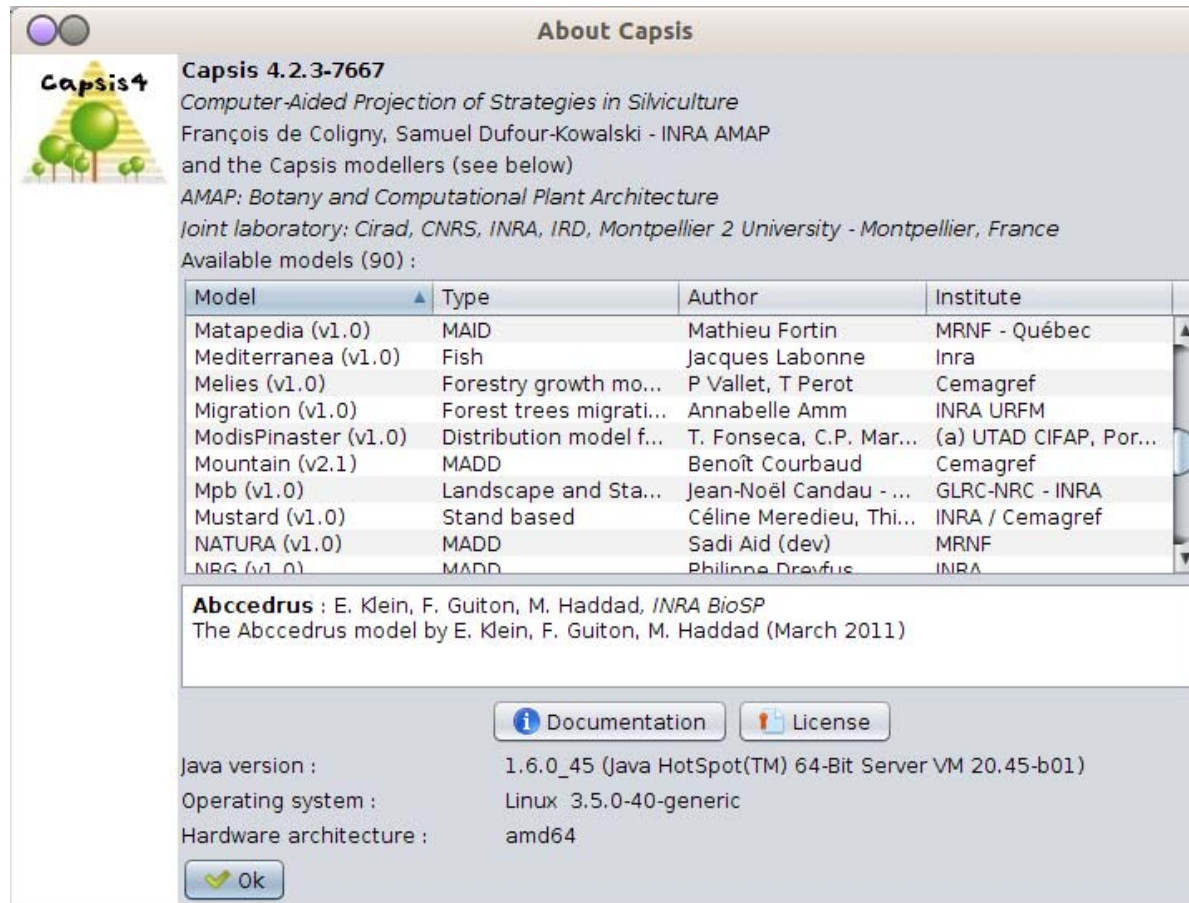 About Capsis
Capsis4
Capsis 4.2.3-7667
Computer-Aided Projection of Strategies in Silviculture
François de Coligny, Samuel Dufour-Kowalski - INRA AMAP
and the Capsis modellers (see below)
AMAP: Botany and Computational Plant Architecture
Joint laboratory: Cirad, CNRS, INRA, IRD, Montpellier 2 University - Montpellier, France
Available models (90) :
Model Type Author Institute
Matapedia (v1.0) MAID Mathieu Fortin MRNF - Québec
Mediterranea (v1.0) Fish Jacques Labonne Inra
Melies (v1.0) Forestry growth mo... P Vallet, T Perot Cemagref
Migration (v1.0) Forest trees migrati... Annabelle Amm INRA URFM
ModisPinaster (v1.0) Distribution model f... T. Fonseca, C.P. Mar... (a) UTAD CIFAP, Por...
Mountain (v2.1) MADD Benoît Courbaud Cemagref
Mpb (v1.0) Landscape and Sta... Jean-Noël Candau - ... GLRC-NRC - INRA
Mustard (v1.0) Stand based Céline Meredieu, Thi... INRA / Cemagref
NATURA (v1.0) MADD Sadi Aid (dev) MRNF
NRG (v1.0) MADD Philippe Dreyfus INRA
Abccedrus : E. Klein, F. Guiton, M. Haddad, INRA BioSP
The Abccedrus model by E. Klein, F. Guiton, M. Haddad (March 2011)
Documentation License
Java version : 1.6.0_45 (Java HotSpot(TM) 64-Bit Server VM 20.45-b01)
Operating system : Linux 3.5.0-40-generic
Hardware architecture : amd64
Ok